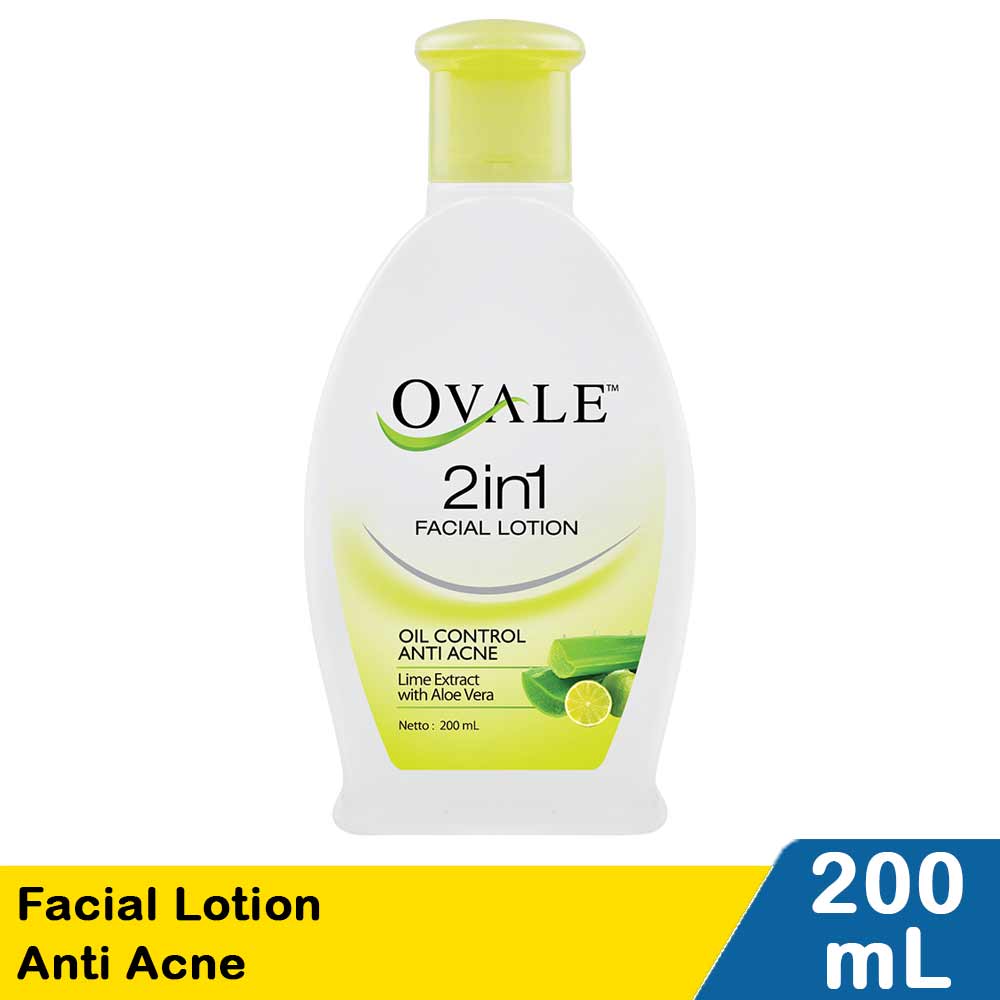 OVALE™
2in1
FACIAL LOTION
OIL CONTROL
ANTI ACNE
Lime Extract
with Aloe Vera
Netto : 200 mL
Facial Lotion
Anti Acne
200
mL